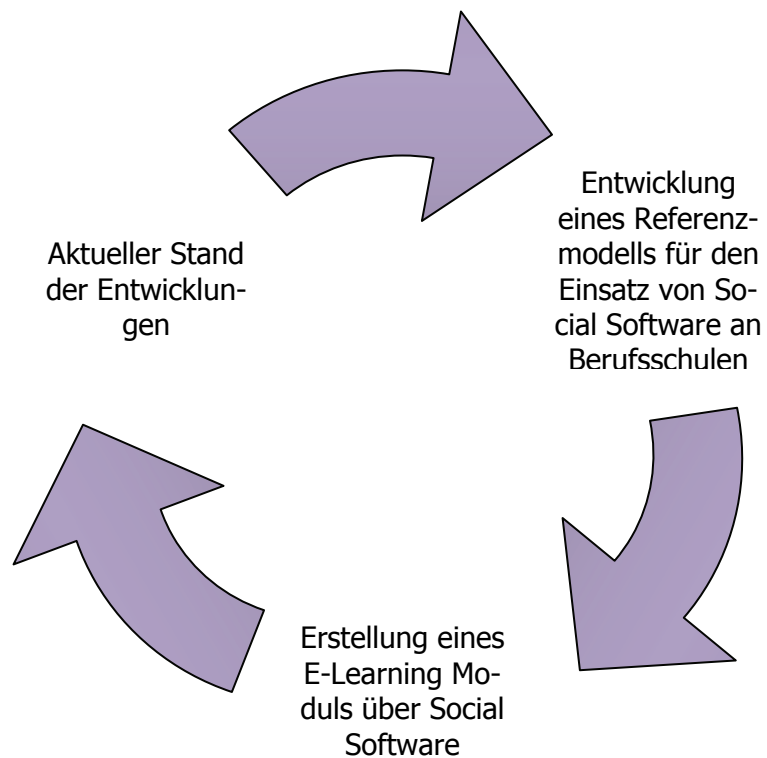 Aktueller Stand
der Entwicklun-
gen
Entwicklung
eines Referenz-
modells für den
Einsatz von So-
cial Software an
Berufsschulen
Erstellung eines
E-Learning Mo-
duls über Social
Software